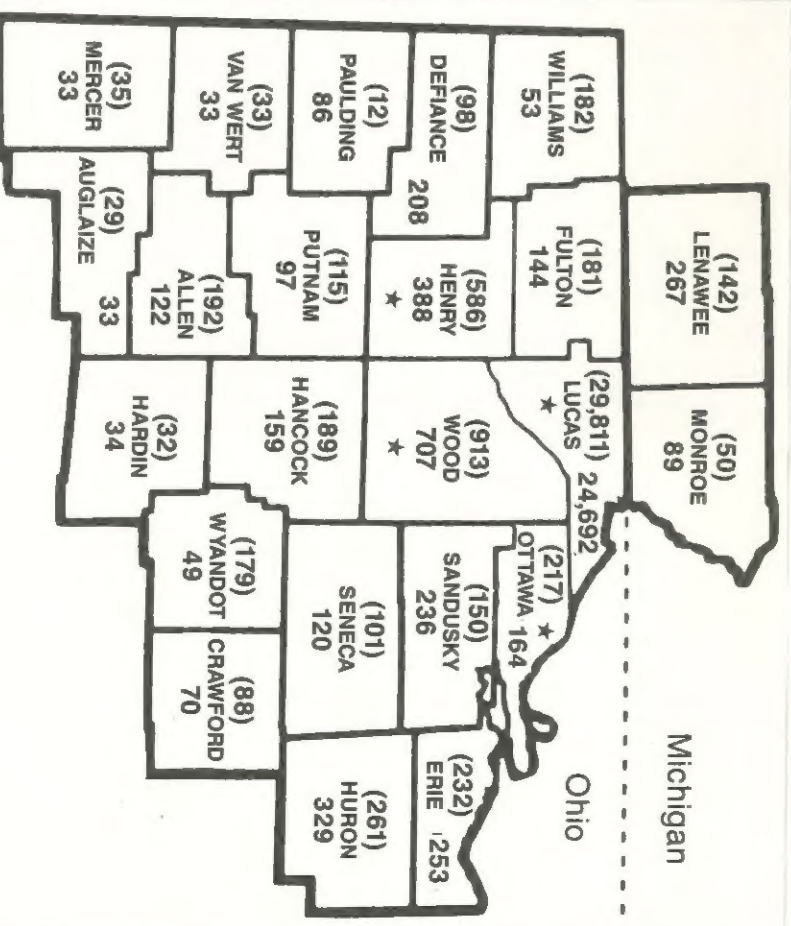 Michigan
Ohio
(142)
LENAWEE
267
(50)
MONROE
89
(182)
WILLIAMS
53
(181)
FULTON
144
(29,811)
LUCAS
24,692
(98)
DEFIANCE
208
(586)
HENRY
388
(913)
WOOD
707
(217)
OTTAWA
164
(12)
PAULDING
86
(115)
PUTNAM
97
(189)
HANCOCK
159
(150)
SANDUSKY
236
(232)
ERIE
253
(101)
SENECA
120
(261)
HURON
329
(33)
VAN WERT
33
(192)
ALLEN
122
(35)
MERCER
33
(29)
AUGLAIZE
33
(32)
HARDIN
34
(179)
WYANDOT
49
(88)
CRAWFORD
70